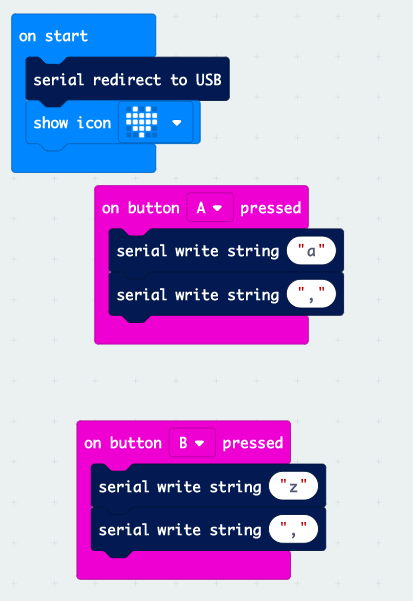 on start
serial redirect to USB
show icon
on button A pressed
serial write string "a"
serial write string ","
on button B pressed
serial write string "z"
serial write string ","